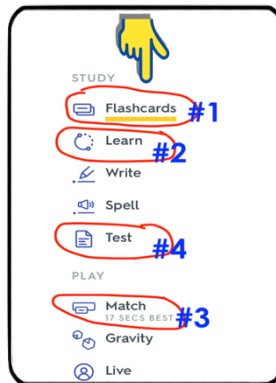 STUDY
Flashcards #1
Learn #2
Write
Spell
Test #4
PLAY
Match #3
17 SECS BEST
Gravity
Live